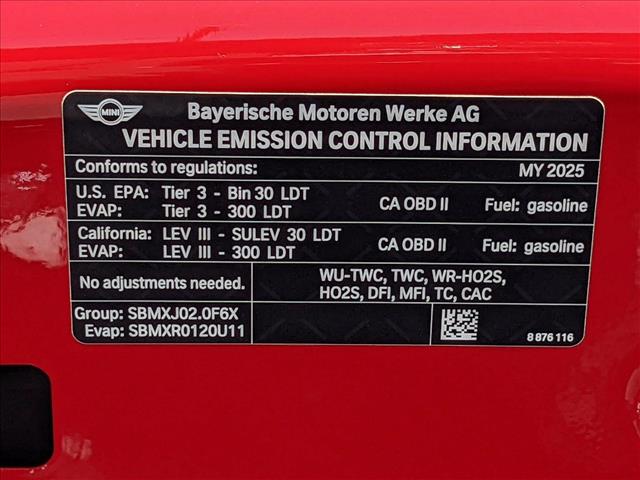 MINI
Bayerische Motoren Werke AG
VEHICLE EMISSION CONTROL INFORMATION
Conforms to regulations: MY 2025
U.S. EPA: Tier 3 - Bin 30 LDT CA OBD II Fuel: gasoline
EVAP: Tier 3 - 300 LDT
California: LEV III - SULEV 30 LDT CA OBD II Fuel: gasoline
EVAP: LEV III - 300 LDT
No adjustments needed.
WU-TWC, TWC, WR-HO2S,
HO2S, DFI, MFI, TC, CAC
Group: SBMXJ02.0F6X
Evap: SBMXR0120U11
8 876 116